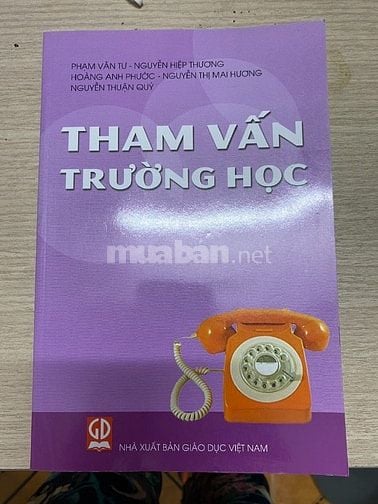 PHẠM VĂN TƯ - NGUYỄN HIỆP THƯƠNG
HOÀNG ANH PHƯỚC - NGUYỄN THỊ MAI HƯƠNG
NGUYỄN THUẬN QUÝ
THAM VẤN
TRƯỜNG HỌC
muaban.net
GD
NHÀ XUẤT BẢN GIÁO DỤC VIỆT NAM